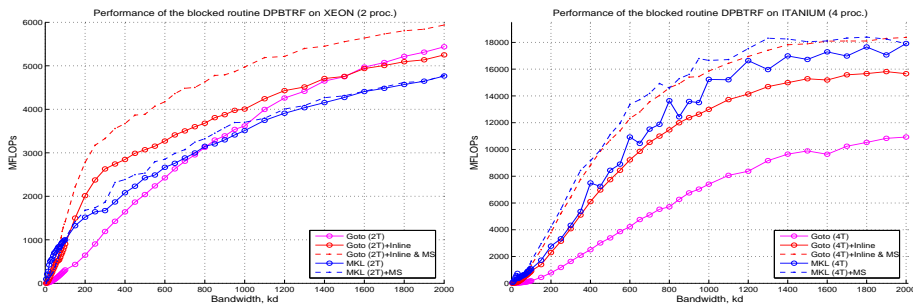 Performance of the blocked routine DPBTRF on XEON (2 proc.)
6000
5000
4000
3000
2000
1000
0
MFLOPs
0 200 400 600 800 1000 1200 1400 1600 1800 2000
Bandwidth, kd
Goto (2T)
Goto (2T)+Inline
Goto (2T)+Inline & MS
MKL (2T)
MKL (2T)+MS
Performance of the blocked routine DPBTRF on ITANIUM (4 proc.)
18000
16000
14000
12000
10000
8000
6000
4000
2000
0
MFLOPs
0 200 400 600 800 1000 1200 1400 1600 1800 2000
Bandwidth, kd
Goto (4T)
Goto (4T)+Inline
Goto (4T)+Inline & MS
MKL (4T)
MKL (4T)+MS